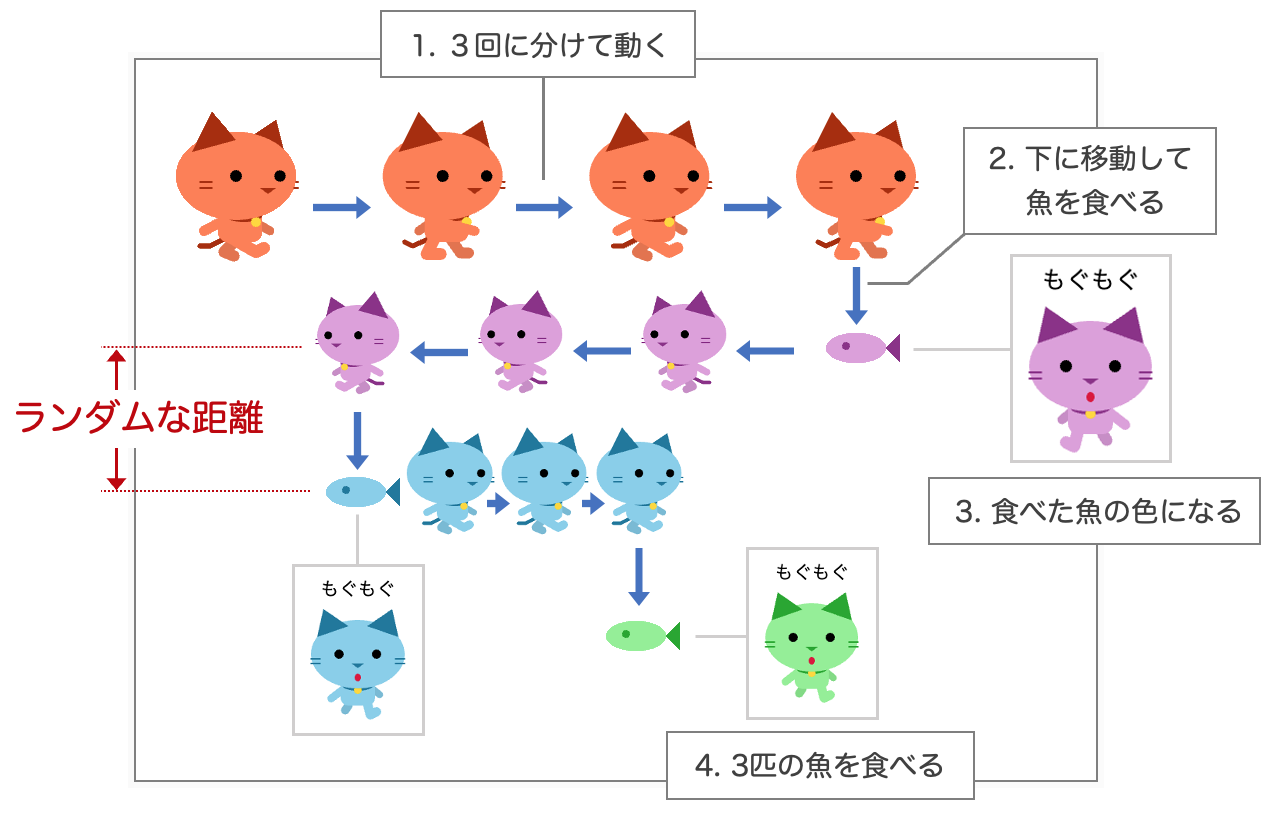 1. 3回に分けて動く
2. 下に移動して
魚を食べる
もぐもぐ
ランダムな距離
3. 食べた魚の色になる
もぐもぐ
もぐもぐ
4. 3匹の魚を食べる